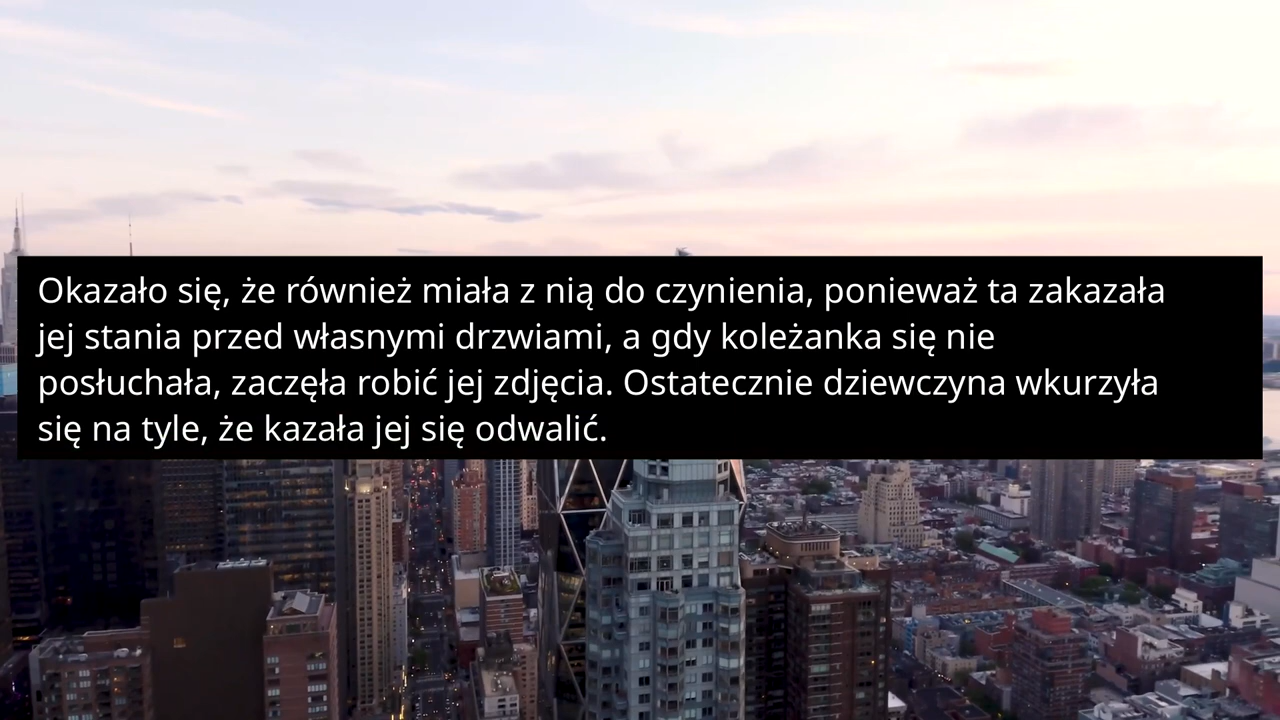 Okazało się, że również miała z nią do czynienia, ponieważ ta zakazała
jej stania przed własnymi drzwiami, a gdy koleżanka się nie
posłuchała, zaczęła robić jej zdjęcia. Ostatecznie dziewczyna wkurzyła
się na tyle, że kazała jej się odwalić.